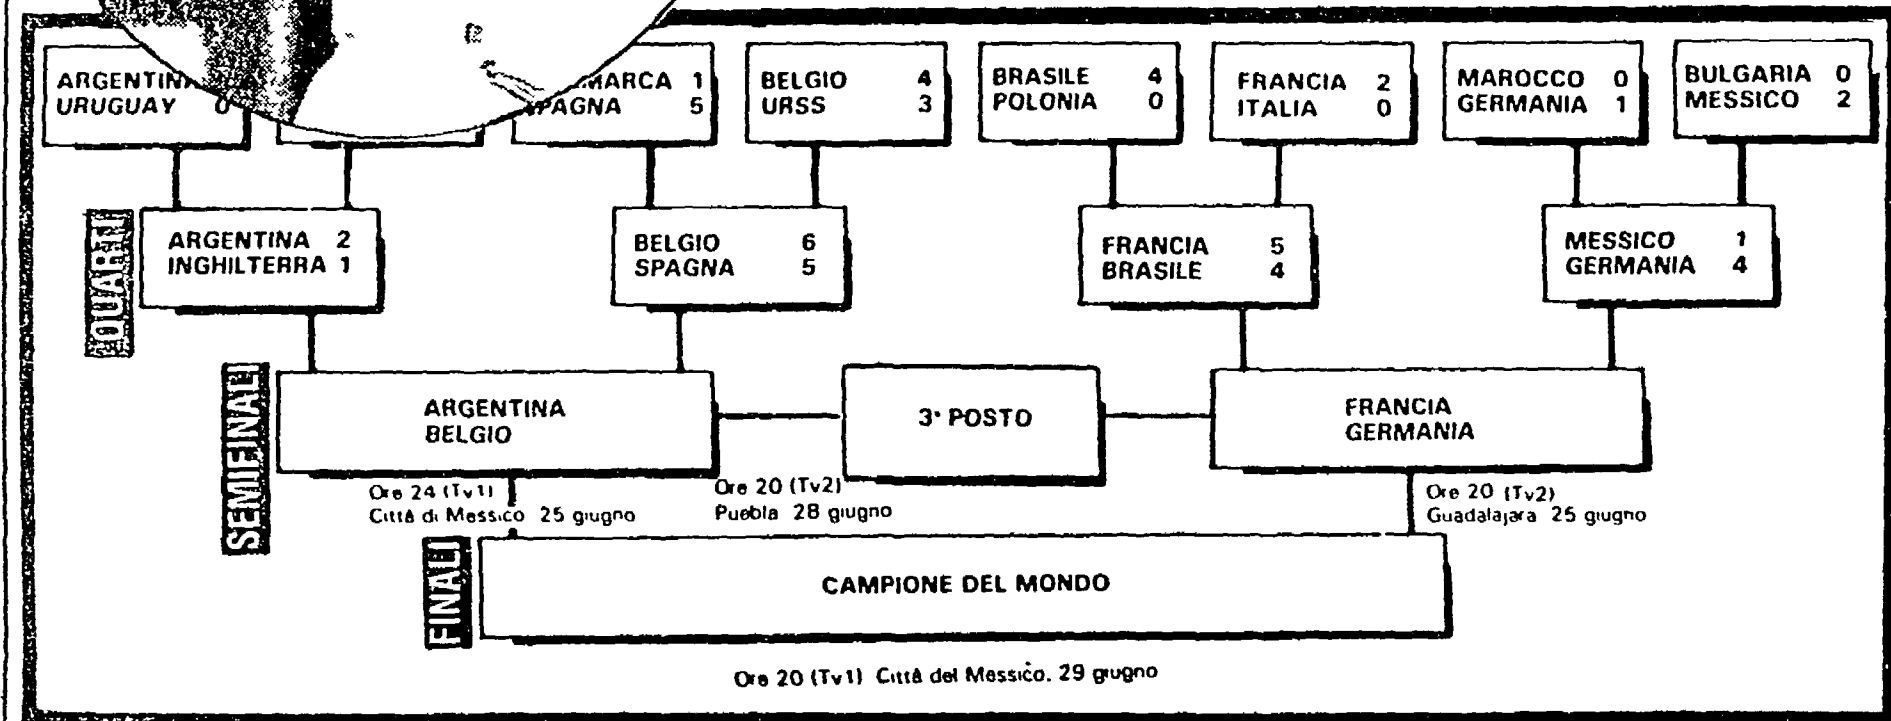 ARGENTINA
URUGUAY 0
MARCA 1
SPAGNA 5
BELGIO 4
URSS 3
BRASILE 4
POLONIA 0
FRANCIA 2
ITALIA 0
MAROCCO 0
GERMANIA 1
BULGARIA 0
MESSICO 2
QUARTI
ARGENTINA 2
INGHILTERRA 1
BELGIO 6
SPAGNA 5
FRANCIA 5
BRASILE 4
MESSICO 1
GERMANIA 4
SEMIFINALI
ARGENTINA
BELGIO
3° POSTO
FRANCIA
GERMANIA
Ore 24 (Tv1)
Città di Messico 25 giugno
Ore 20 (Tv2)
Puebla 28 giugno
Ore 20 (Tv2)
Guadalajara 25 giugno
FINALI
CAMPIONE DEL MONDO
Ore 20 (Tv1) Città del Messico. 29 giugno